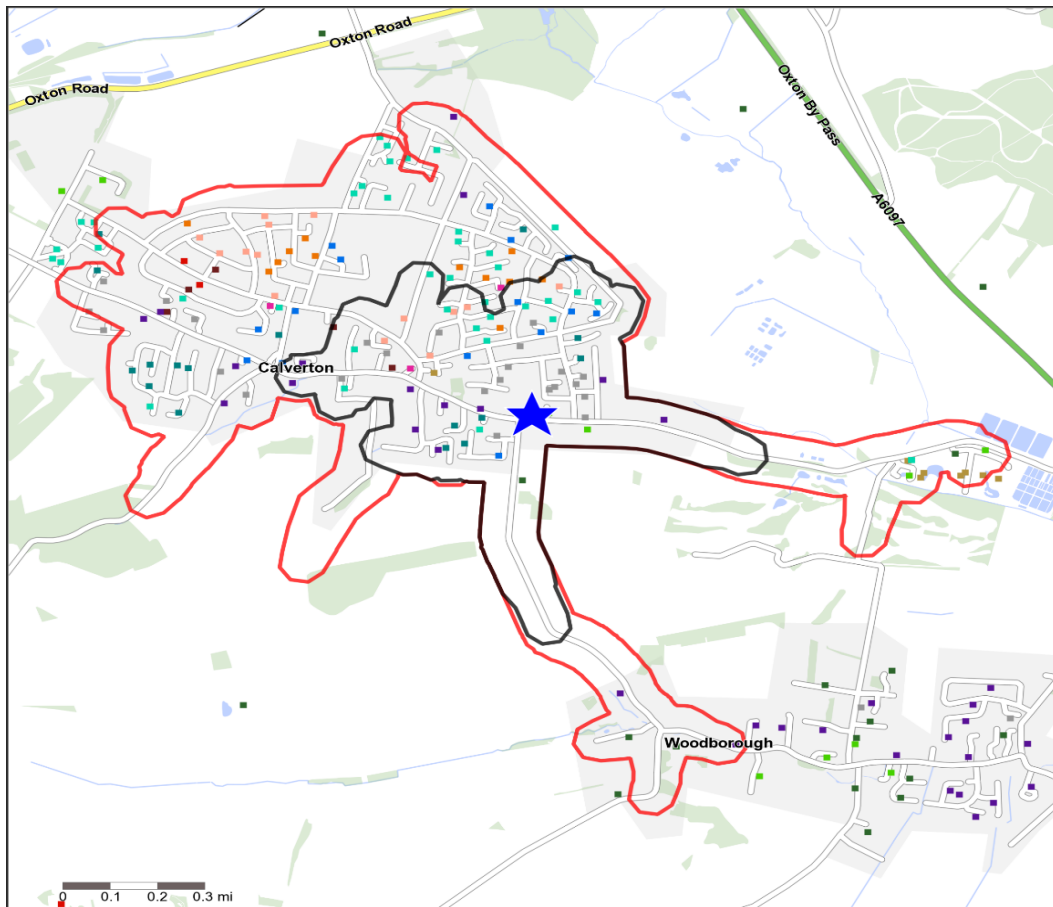 Oxton Road
Oxton Road
Oxton By Pass
A6097
Calverton
Woodborough
0 0.1 0.2 0.3 mi